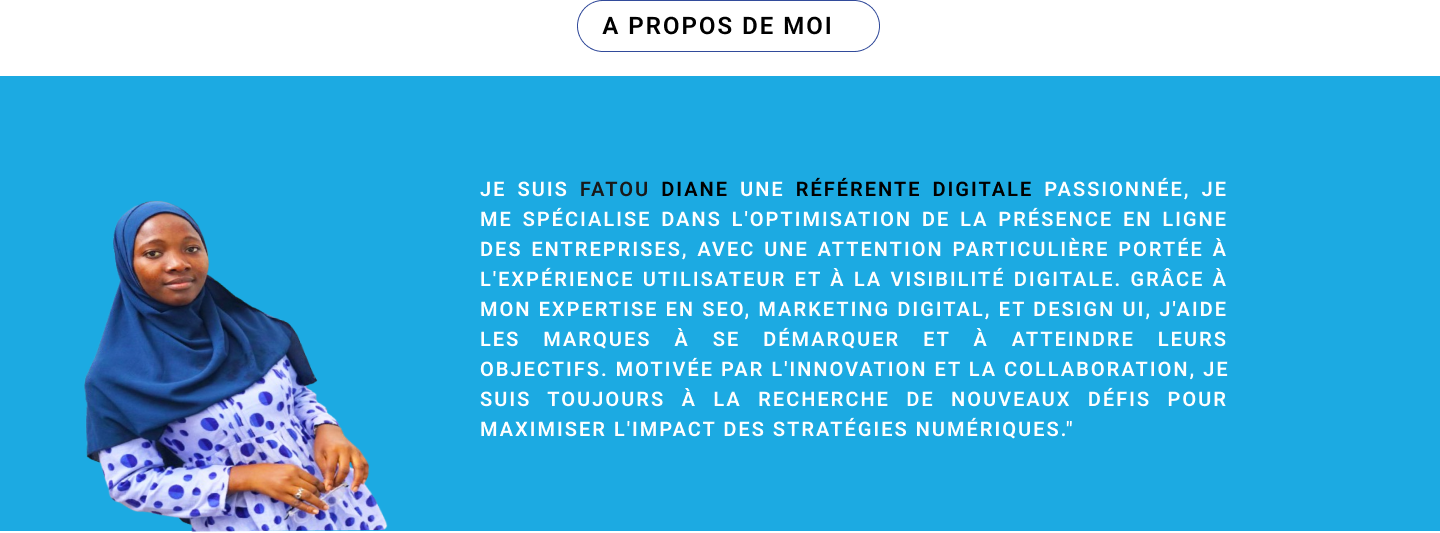 A PROPOS DE MOI
JE SUIS FATOU DIANE UNE RÉFÉRENTE DIGITALE PASSIONNÉE, JE
ME SPÉCIALISE DANS L'OPTIMISATION DE LA PRÉSENCE EN LIGNE
DES ENTREPRISES, AVEC UNE ATTENTION PARTICULIÈRE PORTÉE À
L'EXPÉRIENCE UTILISATEUR ET À LA VISIBILITÉ DIGITALE. GRÂCE À
MON EXPERTISE EN SEO, MARKETING DIGITAL, ET DESIGN UI, J'AIDE
LES MARQUES À SE DÉMARQUER ET À ATTEINDRE LEURS
OBJECTIFS. MOTIVÉE PAR L'INNOVATION ET LA COLLABORATION, JE
SUIS TOUJOURS À LA RECHERCHE DE NOUVEAUX DÉFIS POUR
MAXIMISER L'IMPACT DES STRATÉGIES NUMÉRIQUES."